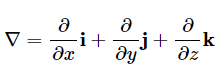 ∇ = ∂/∂x i + ∂/∂y j + ∂/∂z k